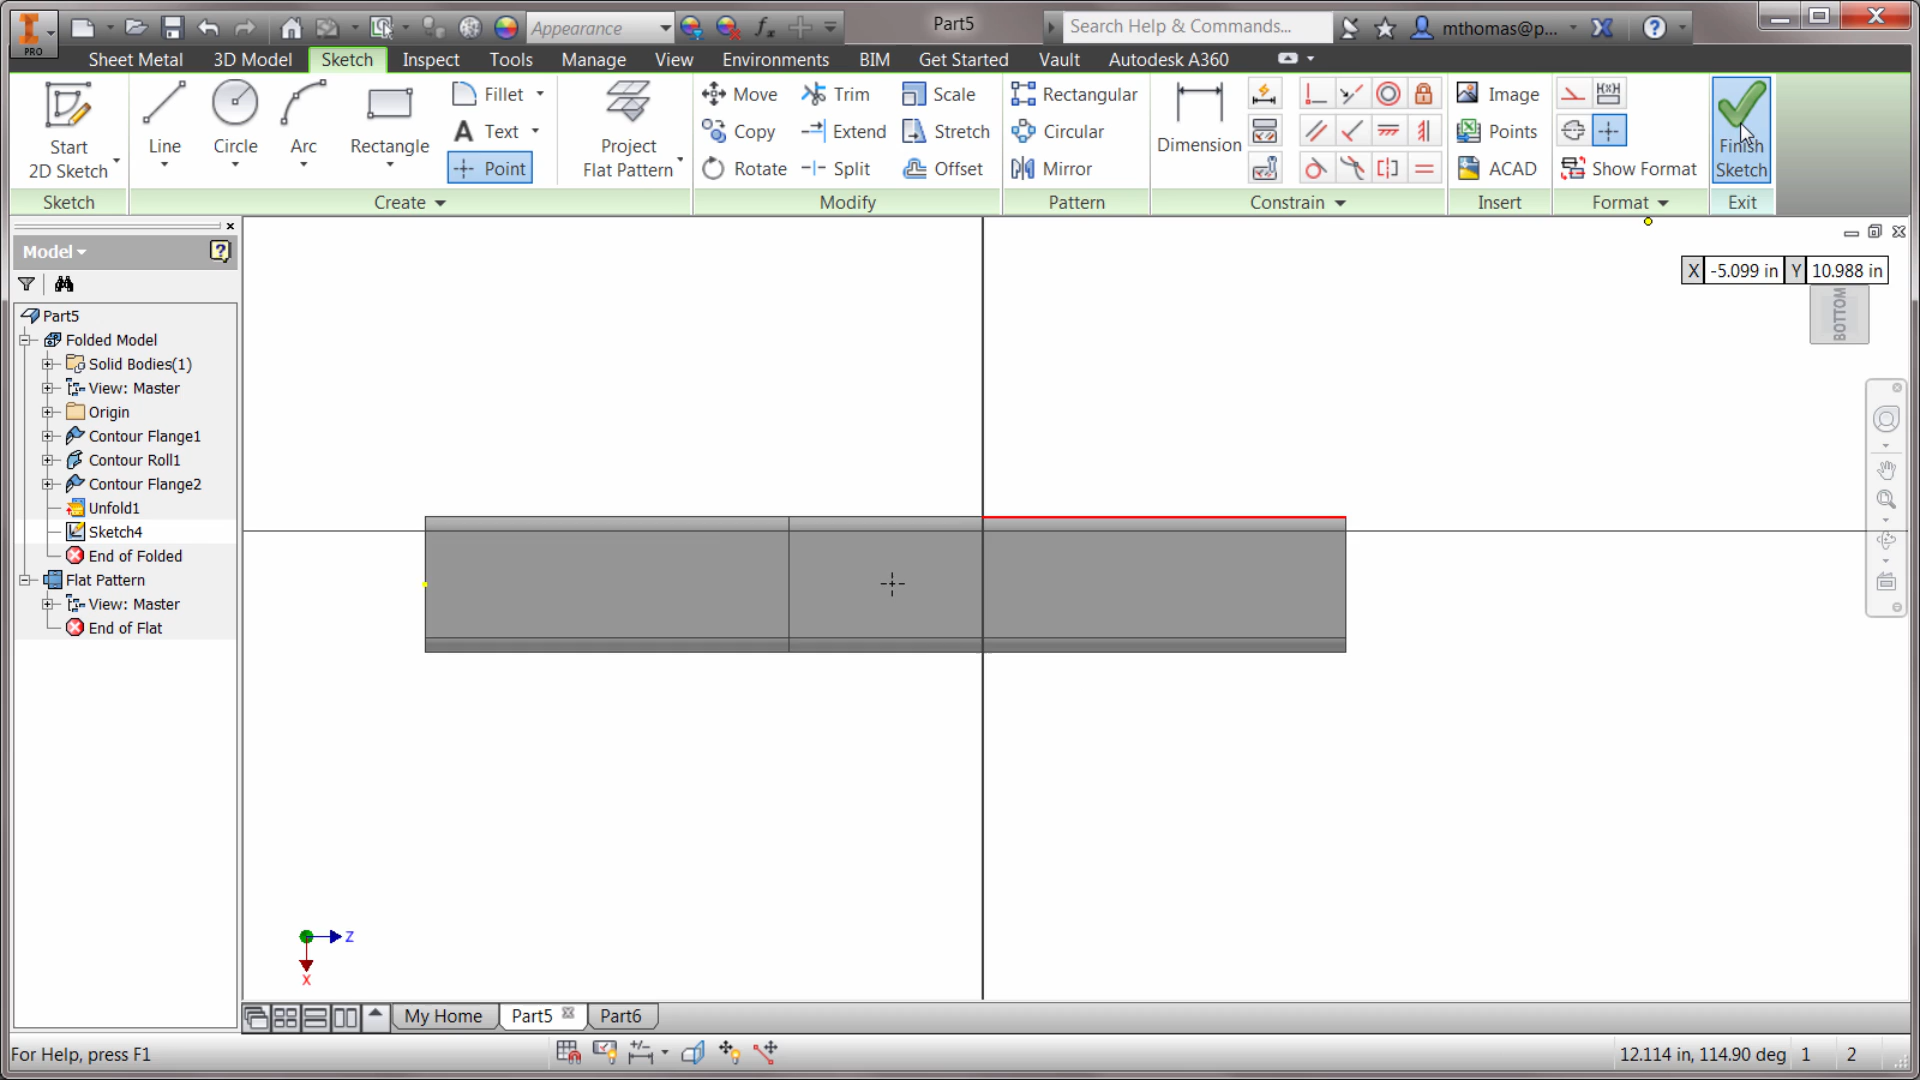 PRO
Appearance
fx
Part5
Search Help & Commands...
mthomas@p...
Sheet Metal
3D Model
Sketch
Inspect
Tools
Manage
View
Environments
BIM
Get Started
Vault
Autodesk A360
Start
2D Sketch
Line
Circle
Arc
Rectangle
Fillet
Text
Point
Project
Flat Pattern
Move
Copy
Rotate
Trim
Extend
Split
Scale
Stretch
Offset
Rectangular
Circular
Mirror
Dimension
Image
Points
ACAD
Show Format
Finish
Sketch
Sketch
Create
Modify
Pattern
Constrain
Insert
Format
Exit
Model
X -5.099 in Y 10.988 in
BOTTOM
Part5
Folded Model
Solid Bodies(1)
View: Master
Origin
Contour Flange1
Contour Roll1
Contour Flange2
Unfold1
Sketch4
End of Folded
Flat Pattern
View: Master
End of Flat
Z
X
My Home
Part5
Part6
For Help, press F1
12.114 in, 114.90 deg 1 2